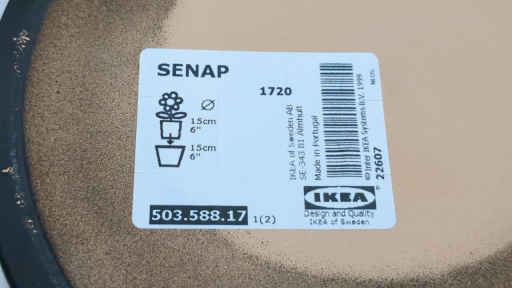 SENAP
1720
15cm
6"
15cm
6"
503.588.17
1(2)
IKEA of Sweden AB
SE-343 81 Älmhult
Made in Portugal
© Inter IKEA Systems B.V. 1999
22607
IKEA
®
Design and Quality
IKEA of Sweden